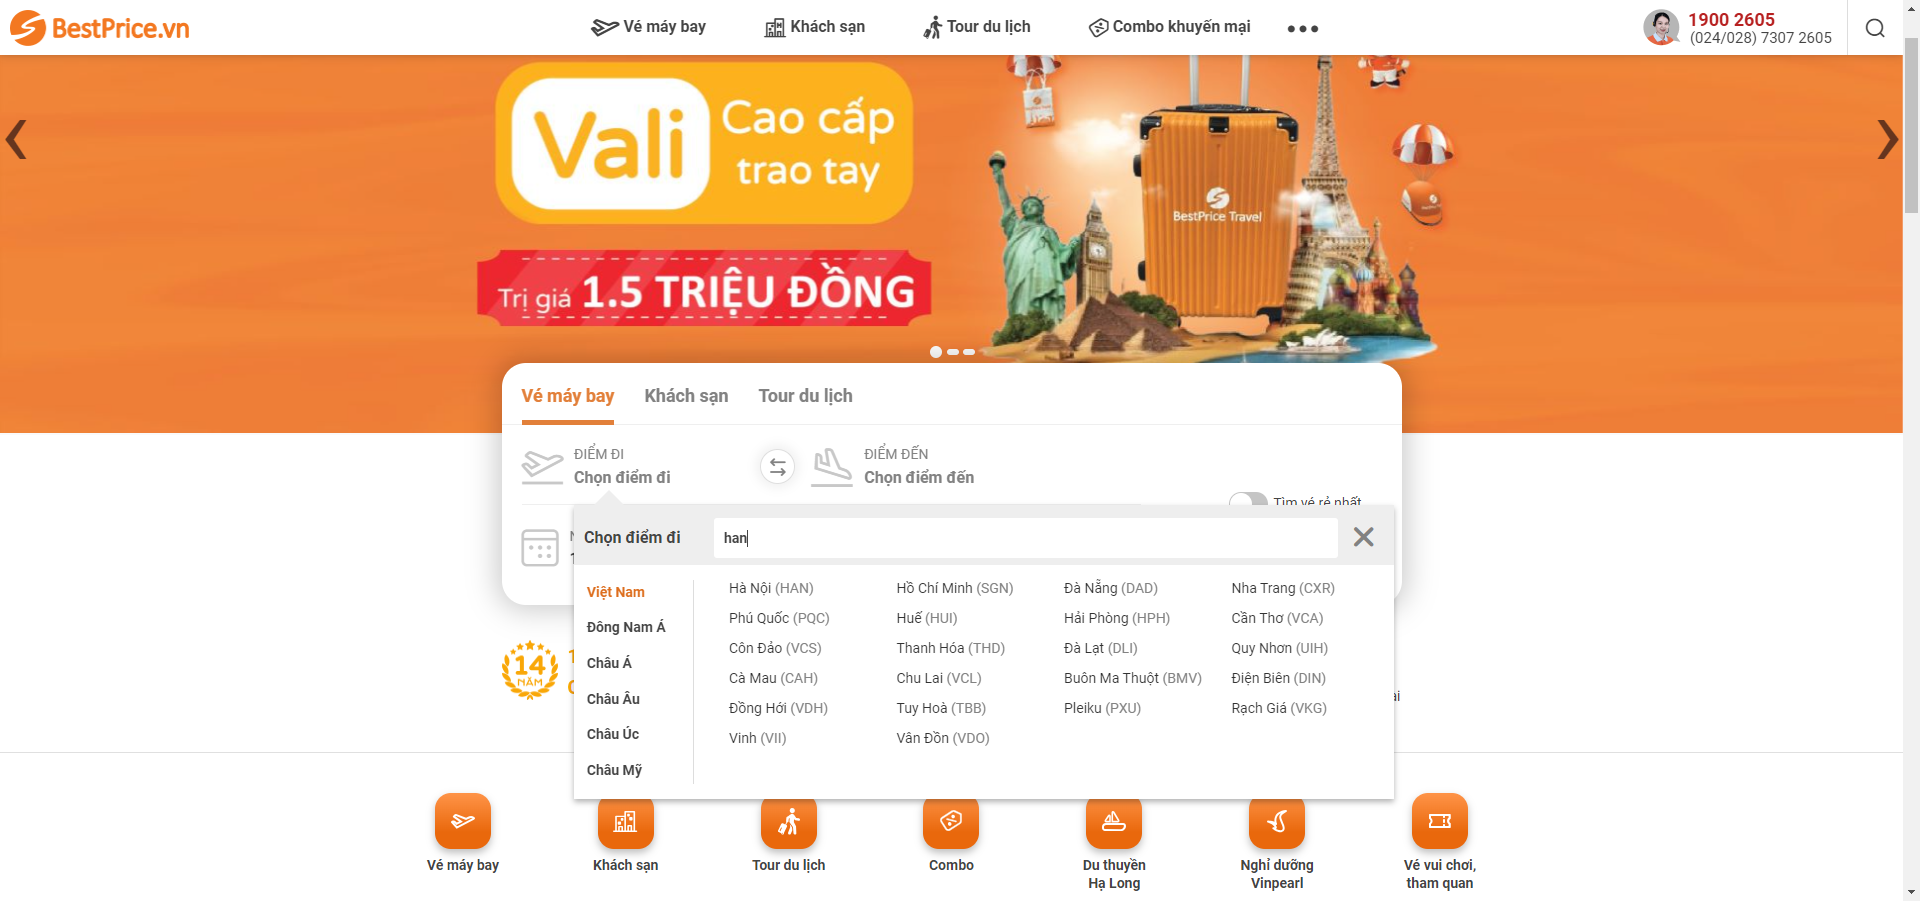 BestPrice.vn
Vé máy bay
Khách sạn
Tour du lịch
Combo khuyến mại
1900 2605
(024/028) 7307 2605
Vali
Cao cấp
trao tay
Trị giá 1.5 TRIỆU ĐỒNG
BestPrice Travel
Vé máy bay
Khách sạn
Tour du lịch
ĐIỂM ĐI
Chọn điểm đi
ĐIỂM ĐẾN
Chọn điểm đến
Tìm vé rẻ nhất
Chọn điểm đi
han
Việt Nam
Đông Nam Á
Châu Á
Châu Âu
Châu Úc
Châu Mỹ
Hà Nội (HAN)
Hồ Chí Minh (SGN)
Đà Nẵng (DAD)
Nha Trang (CXR)
Phú Quốc (PQC)
Huế (HUI)
Hải Phòng (HPH)
Cần Thơ (VCA)
Côn Đảo (VCS)
Thanh Hóa (THD)
Đà Lạt (DLI)
Quy Nhơn (UIH)
Cà Mau (CAH)
Chu Lai (VCL)
Buôn Ma Thuột (BMV)
Điện Biên (DIN)
Đồng Hới (VDH)
Tuy Hoà (TBB)
Pleiku (PXU)
Rạch Giá (VKG)
Vinh (VII)
Vân Đồn (VDO)
14
NĂM
Vé máy bay
Khách sạn
Tour du lịch
Combo
Du thuyền
Hạ Long
Nghỉ dưỡng
Vinpearl
Vé vui chơi,
tham quan